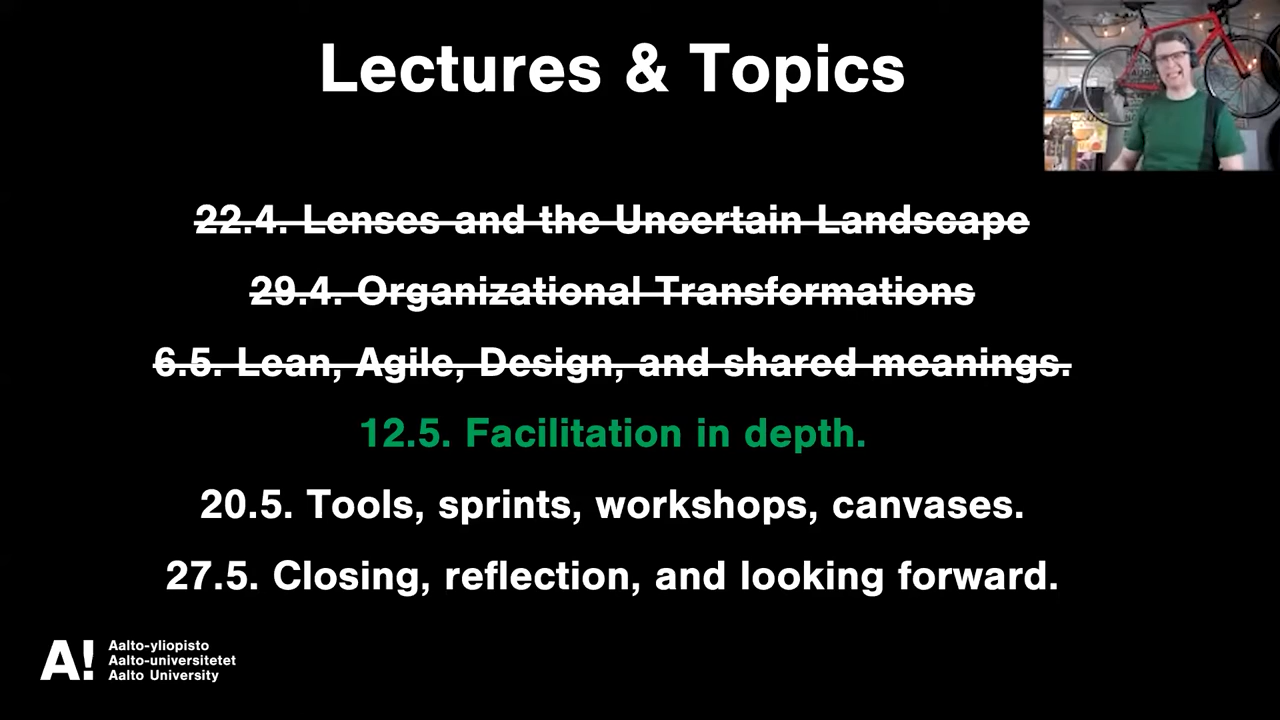 Lectures & Topics
22.4. Lenses and the Uncertain Landscape
29.4. Organizational Transformations
6.5. Lean, Agile, Design, and shared meanings.
12.5. Facilitation in depth.
20.5. Tools, sprints, workshops, canvases.
27.5. Closing, reflection, and looking forward.
A!
Aalto-yliopisto
Aalto-universitetet
Aalto University